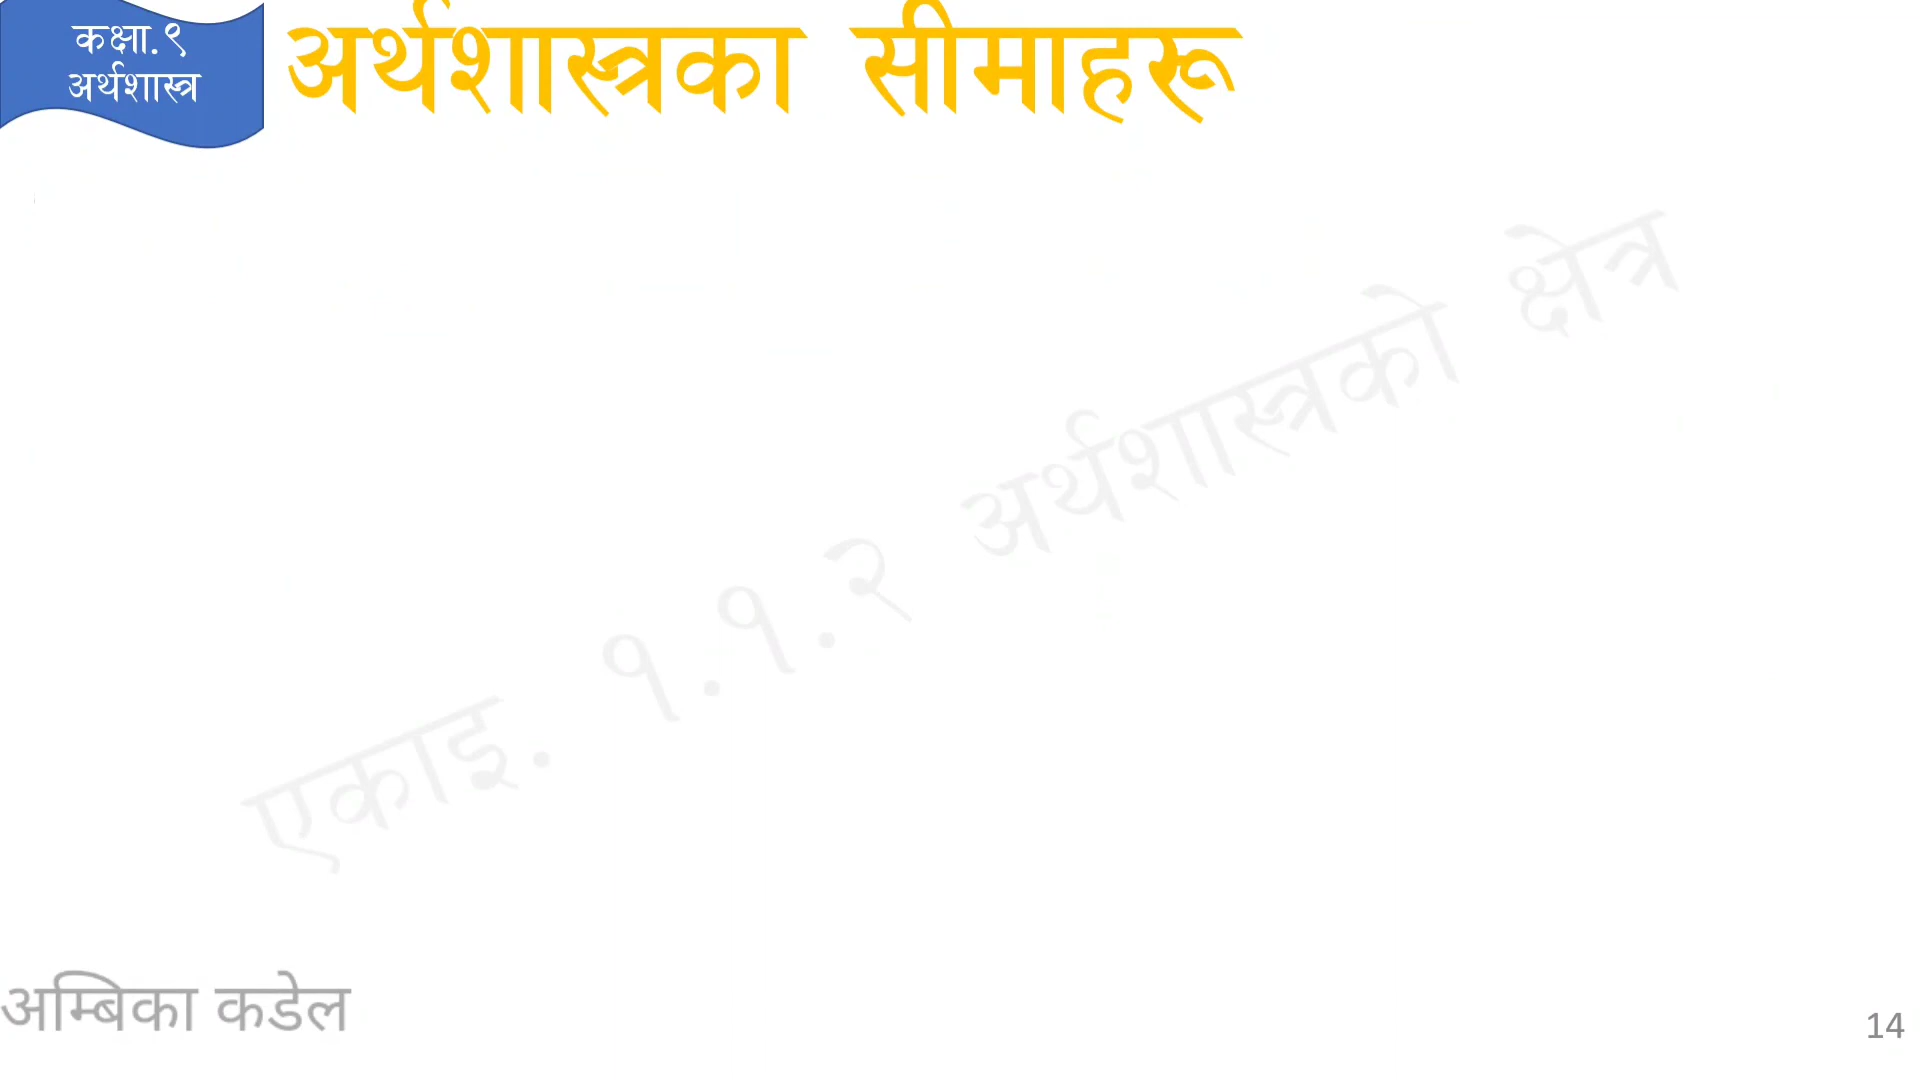 कक्षा.९
अर्थशास्त्र
अर्थशास्त्रका सीमाहरू
एकाइ. १.१.२ अर्थशास्त्रको क्षेत्र
अम्बिका कडेल
14